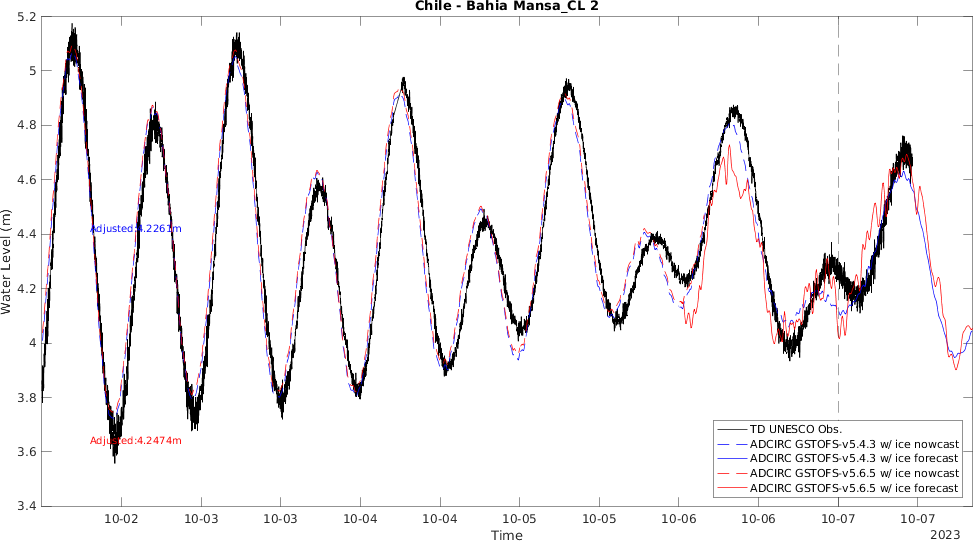 Chile - Bahia Mansa_CL 2
Water Level (m)
5.2
5
4.8
4.6
4.4
4.2
4
3.8
3.6
3.4
Adjusted:4.2261m
Adjusted:4.2474m
TD UNESCO Obs.
ADCIRC GSTOFS-v5.4.3 w/ ice nowcast
ADCIRC GSTOFS-v5.4.3 w/ ice forecast
ADCIRC GSTOFS-v5.6.5 w/ ice nowcast
ADCIRC GSTOFS-v5.6.5 w/ ice forecast
10-02 10-03 10-03 10-04 10-04 10-05 10-05 10-06 10-06 10-07 10-07
Time
2023